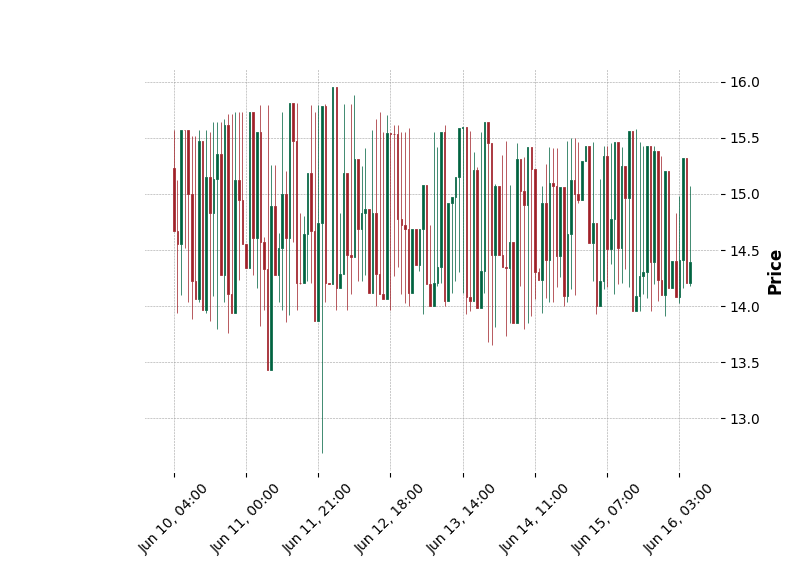 16.0
15.5
15.0
14.5
14.0
13.5
13.0
Price
Jun 10, 04:00
Jun 11, 00:00
Jun 11, 21:00
Jun 12, 18:00
Jun 13, 14:00
Jun 14, 11:00
Jun 15, 07:00
Jun 16, 03:00